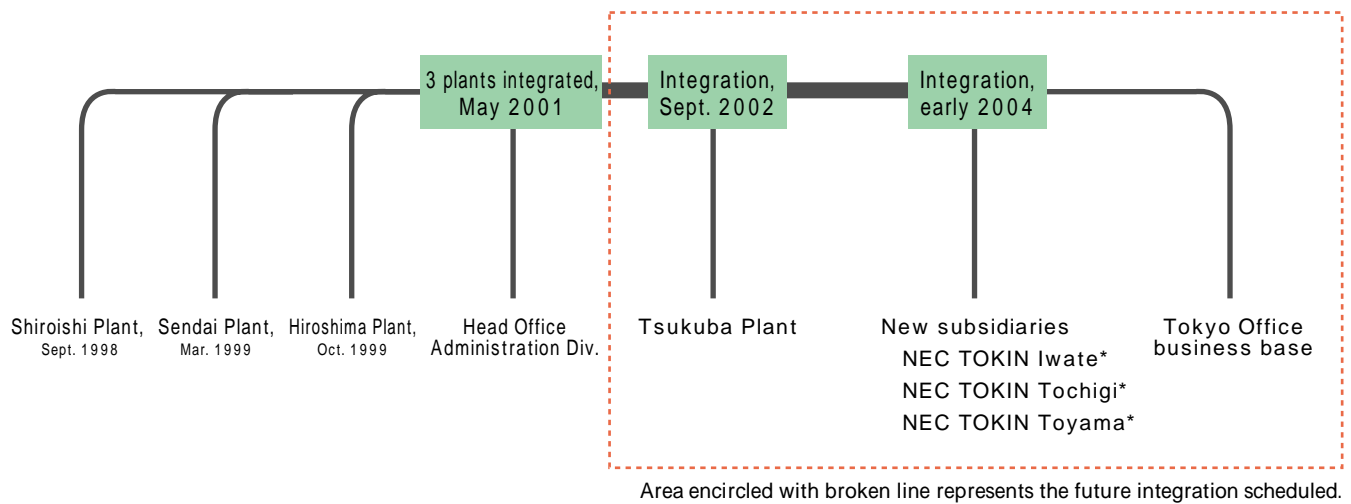 3 plants integrated,
May 2001
Integration,
Sept. 2002
Integration,
early 2004
Shiroishi Plant,
Sept. 1998
Sendai Plant,
Mar. 1999
Hiroshima Plant,
Oct. 1999
Head Office
Administration Div.
Tsukuba Plant
New subsidiaries
NEC TOKIN Iwate*
NEC TOKIN Tochigi*
NEC TOKIN Toyama*
Tokyo Office
business base
Area encircled with broken line represents the future integration scheduled.